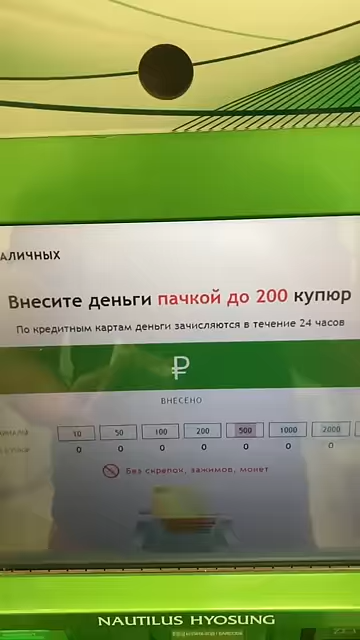 АЛИЧНЫХ
Внесите деньги пачкой до 200 купюр
По кредитным картам деньги зачисляются в течение 24 часов
₽
ВНЕСЕНО
10 50 100 200 500 1000 2000
0 0 0 0 0 0 0
Без скрепок, зажимов, монет
NAUTILUS HYOSUNG